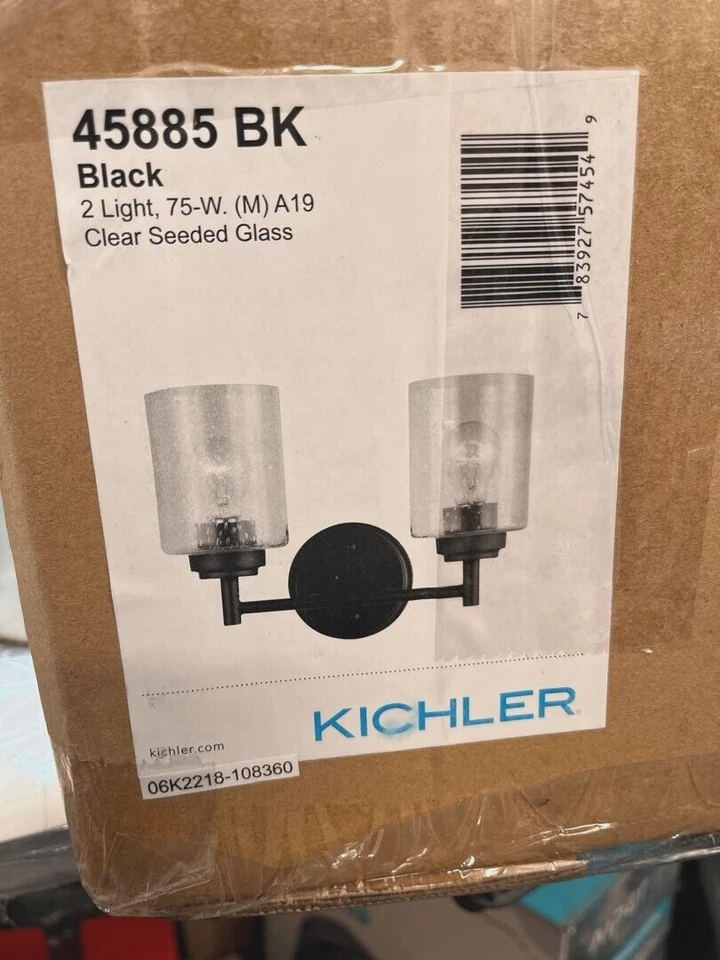 45885 BK
Black
2 Light, 75-W. (M) A19
Clear Seeded Glass
7 83927 57454 9
KICHLER
kichler.com
06K2218-108360